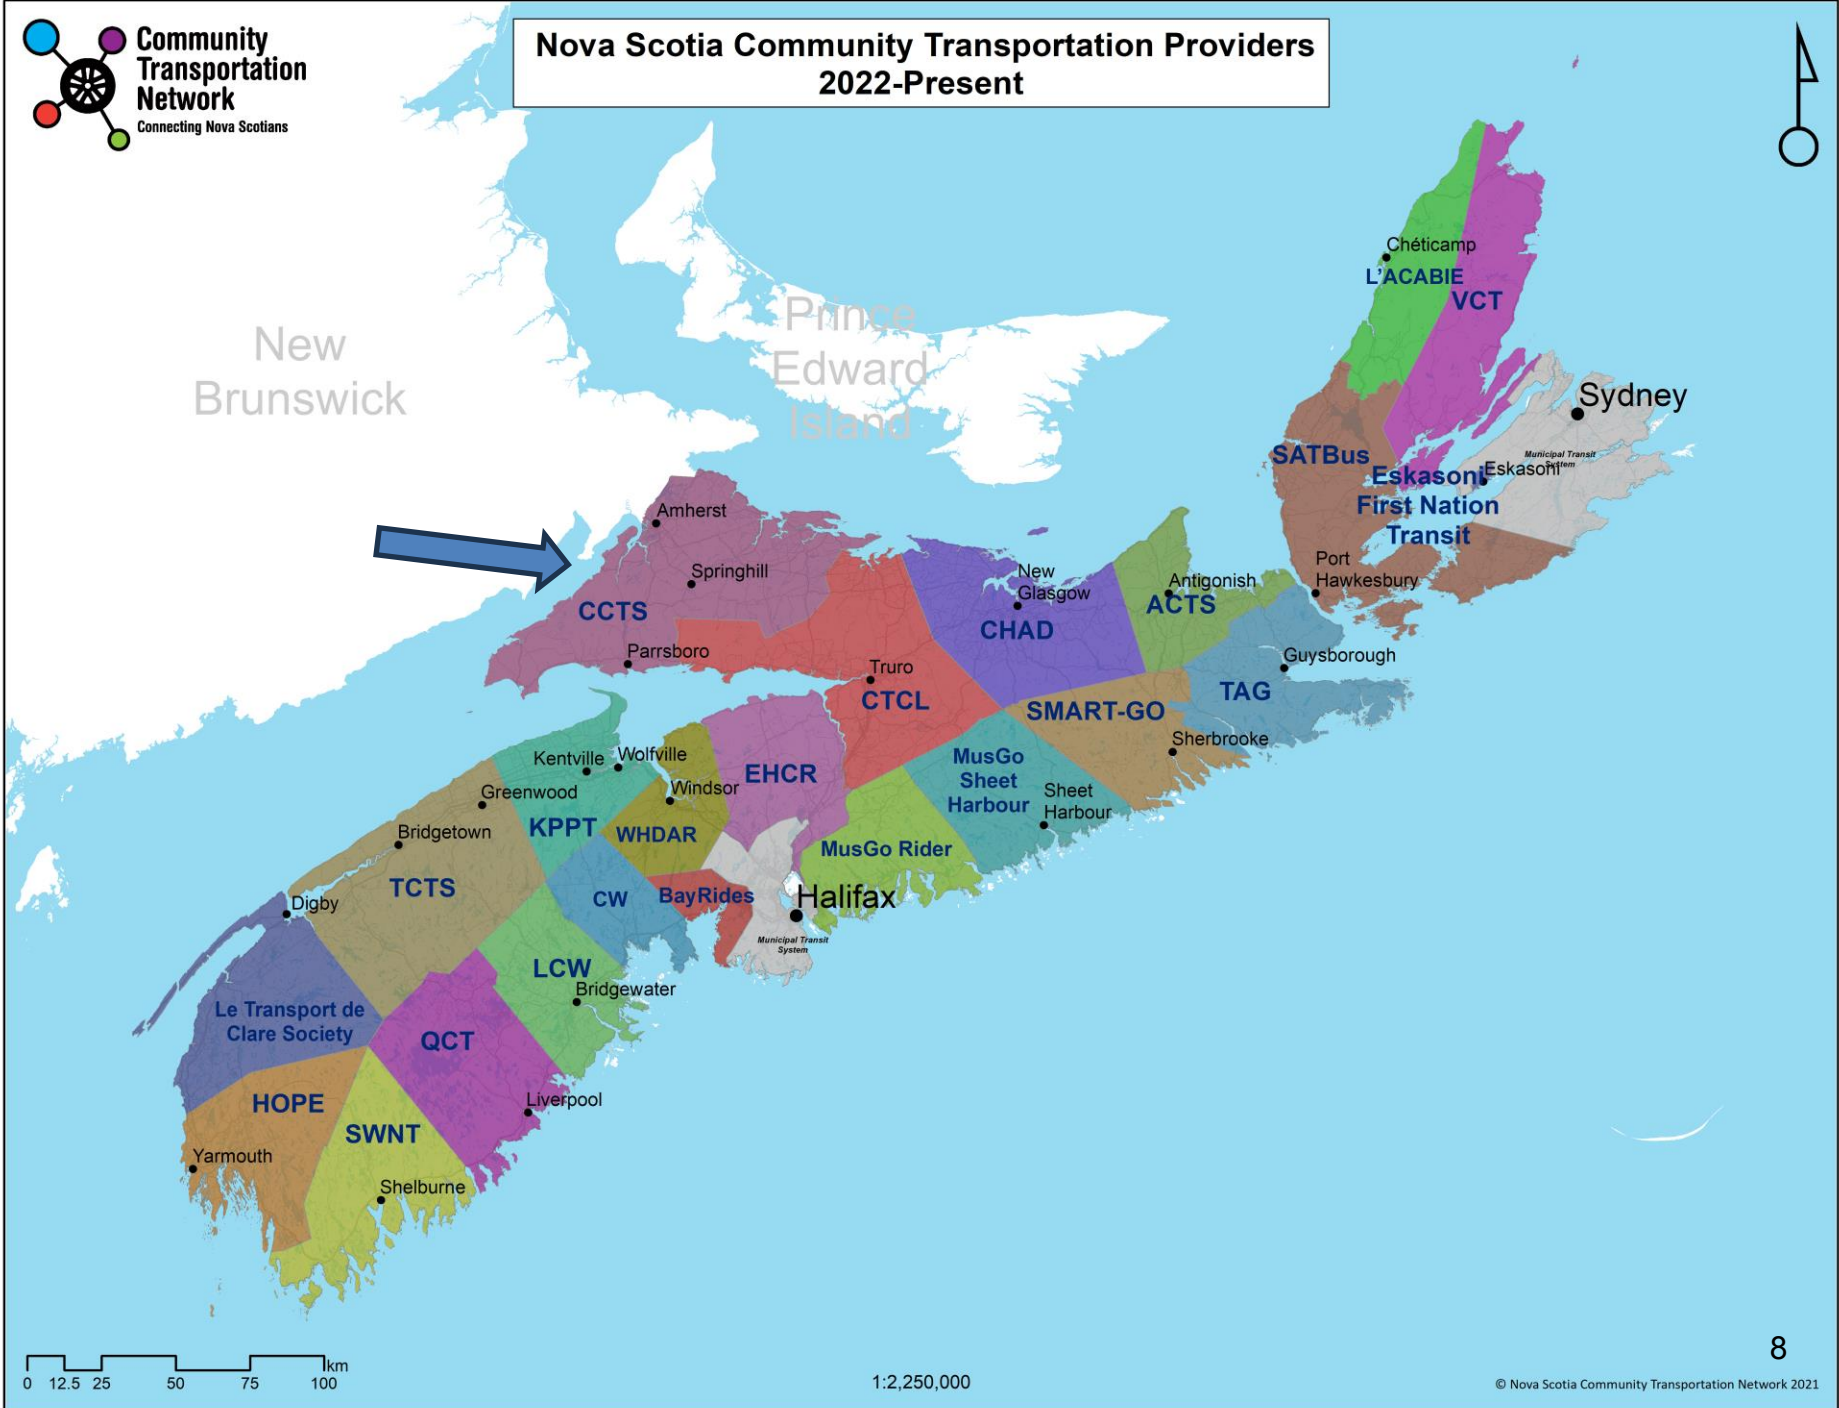 Community
Transportation
Network
Connecting Nova Scotians
Nova Scotia Community Transportation Providers
2022-Present
New
Brunswick
Prince
Edward
Island
Chéticamp
L'ACABIE
VCT
Sydney
Municipal Transit
System
SATBus
Eskasoni
Eskasoni
First Nation
Transit
Port
Hawkesbury
Amherst
Springhill
CCTS
Parrsboro
New
Glasgow
CHAD
Antigonish
ACTS
Guysborough
TAG
Truro
CTCL
SMART-GO
Sherbrooke
MusGo
Sheet
Harbour
Sheet
Harbour
Kentville
Wolfville
EHCR
Windsor
Greenwood
KPPT
WHDAR
Bridgetown
MusGo Rider
TCTS
CW
BayRides
Halifax
Municipal Transit
System
Digby
LCW
Bridgewater
Le Transport de
Clare Society
QCT
HOPE
Liverpool
SWNT
Yarmouth
Shelburne
km
0 12.5 25 50 75 100
1:2,250,000
8
© Nova Scotia Community Transportation Network 2021